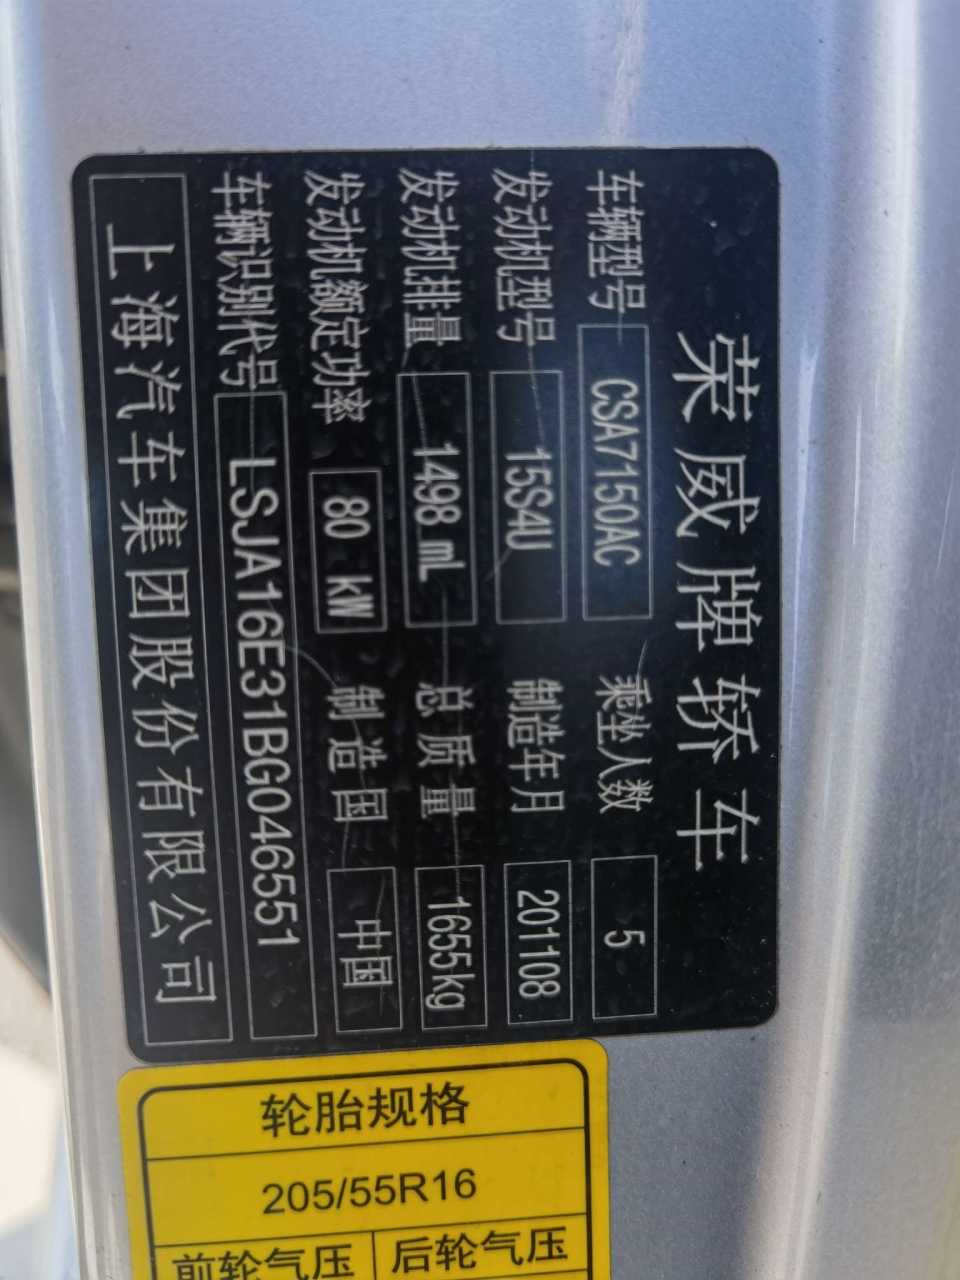 荣威牌轿车
车辆型号 CSA7150AC 乘坐人数 5
发动机型号 15S4U 制造年月 201108
发动机排量 1498 mL 总质量 1655kg
发动机额定功率 80 kW 制造国 中国
车辆识别代号 LSJA16E31BG046551
上海汽车集团股份有限公司
轮胎规格
205/55R16
前轮气压 后轮气压